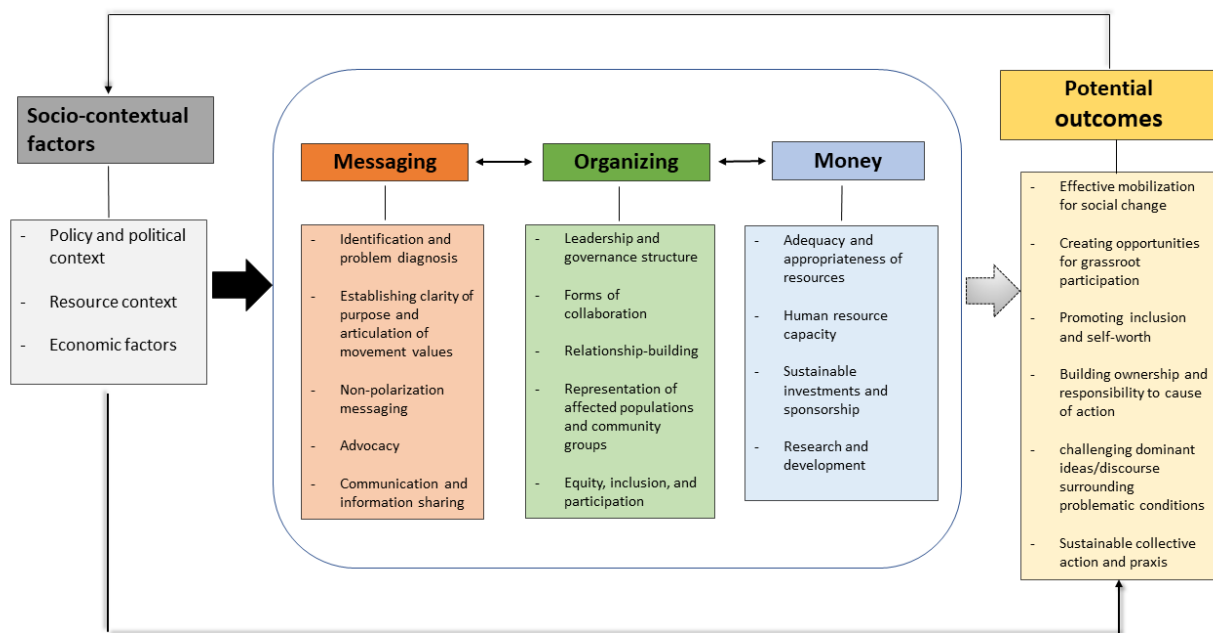 Socio-contextual
factors
- Policy and political
context
- Resource context
- Economic factors
Messaging
- Identification and
problem diagnosis
- Establishing clarity of
purpose and
articulation of
movement values
- Non-polarization
messaging
- Advocacy
- Communication and
information sharing
Organizing
- Leadership and
governance structure
- Forms of
collaboration
- Relationship-building
- Representation of
affected populations
and community
groups
- Equity, inclusion, and
participation
Money
- Adequacy and
appropriateness of
resources
- Human resource
capacity
- Sustainable
investments and
sponsorship
- Research and
development
Potential
outcomes
- Effective mobilization
for social change
- Creating opportunities
for grassroot
participation
- Promoting inclusion
and self-worth
- Building ownership and
responsibility to cause
of action
- challenging dominant
ideas/discourse
surrounding
problematic conditions
- Sustainable collective
action and praxis